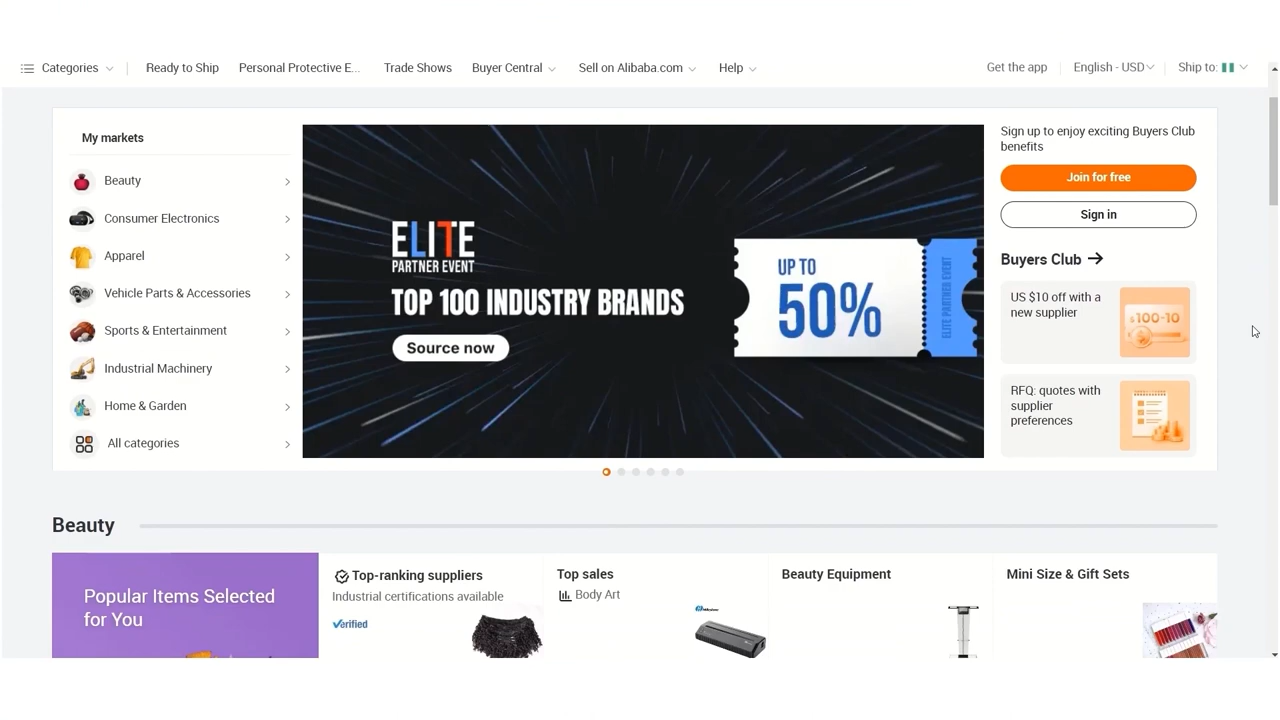 Categories
Ready to Ship
Personal Protective E...
Trade Shows
Buyer Central
Sell on Alibaba.com
Help
Get the app
English - USD
Ship to:
My markets
Beauty
Consumer Electronics
Apparel
Vehicle Parts & Accessories
Sports & Entertainment
Industrial Machinery
Home & Garden
All categories
ELITE
PARTNER EVENT
TOP 100 INDUSTRY BRANDS
Source now
UP TO
50%
ELITE PARTNER EVENT
Sign up to enjoy exciting Buyers Club
benefits
Join for free
Sign in
Buyers Club
US $10 off with a
new supplier
$100-10
RFQ: quotes with
supplier
preferences
Beauty
Popular Items Selected
for You
Top-ranking suppliers
Industrial certifications available
Verified
Top sales
Body Art
Beauty Equipment
Mini Size & Gift Sets